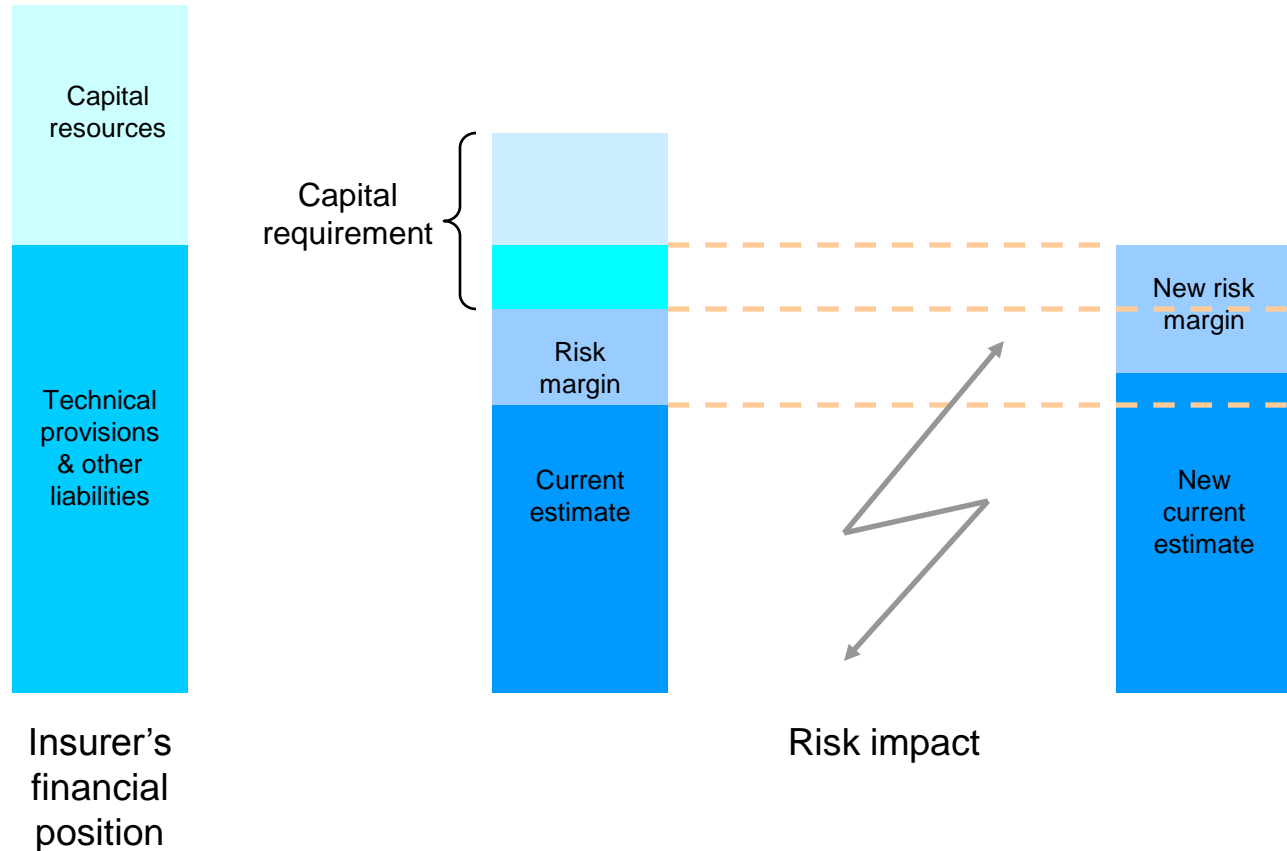 Capital
resources
Technical
provisions
& other
liabilities
Insurer’s
financial
position
Capital
requirement
Risk
margin
Current
estimate
Risk impact
New risk
margin
New
current
estimate